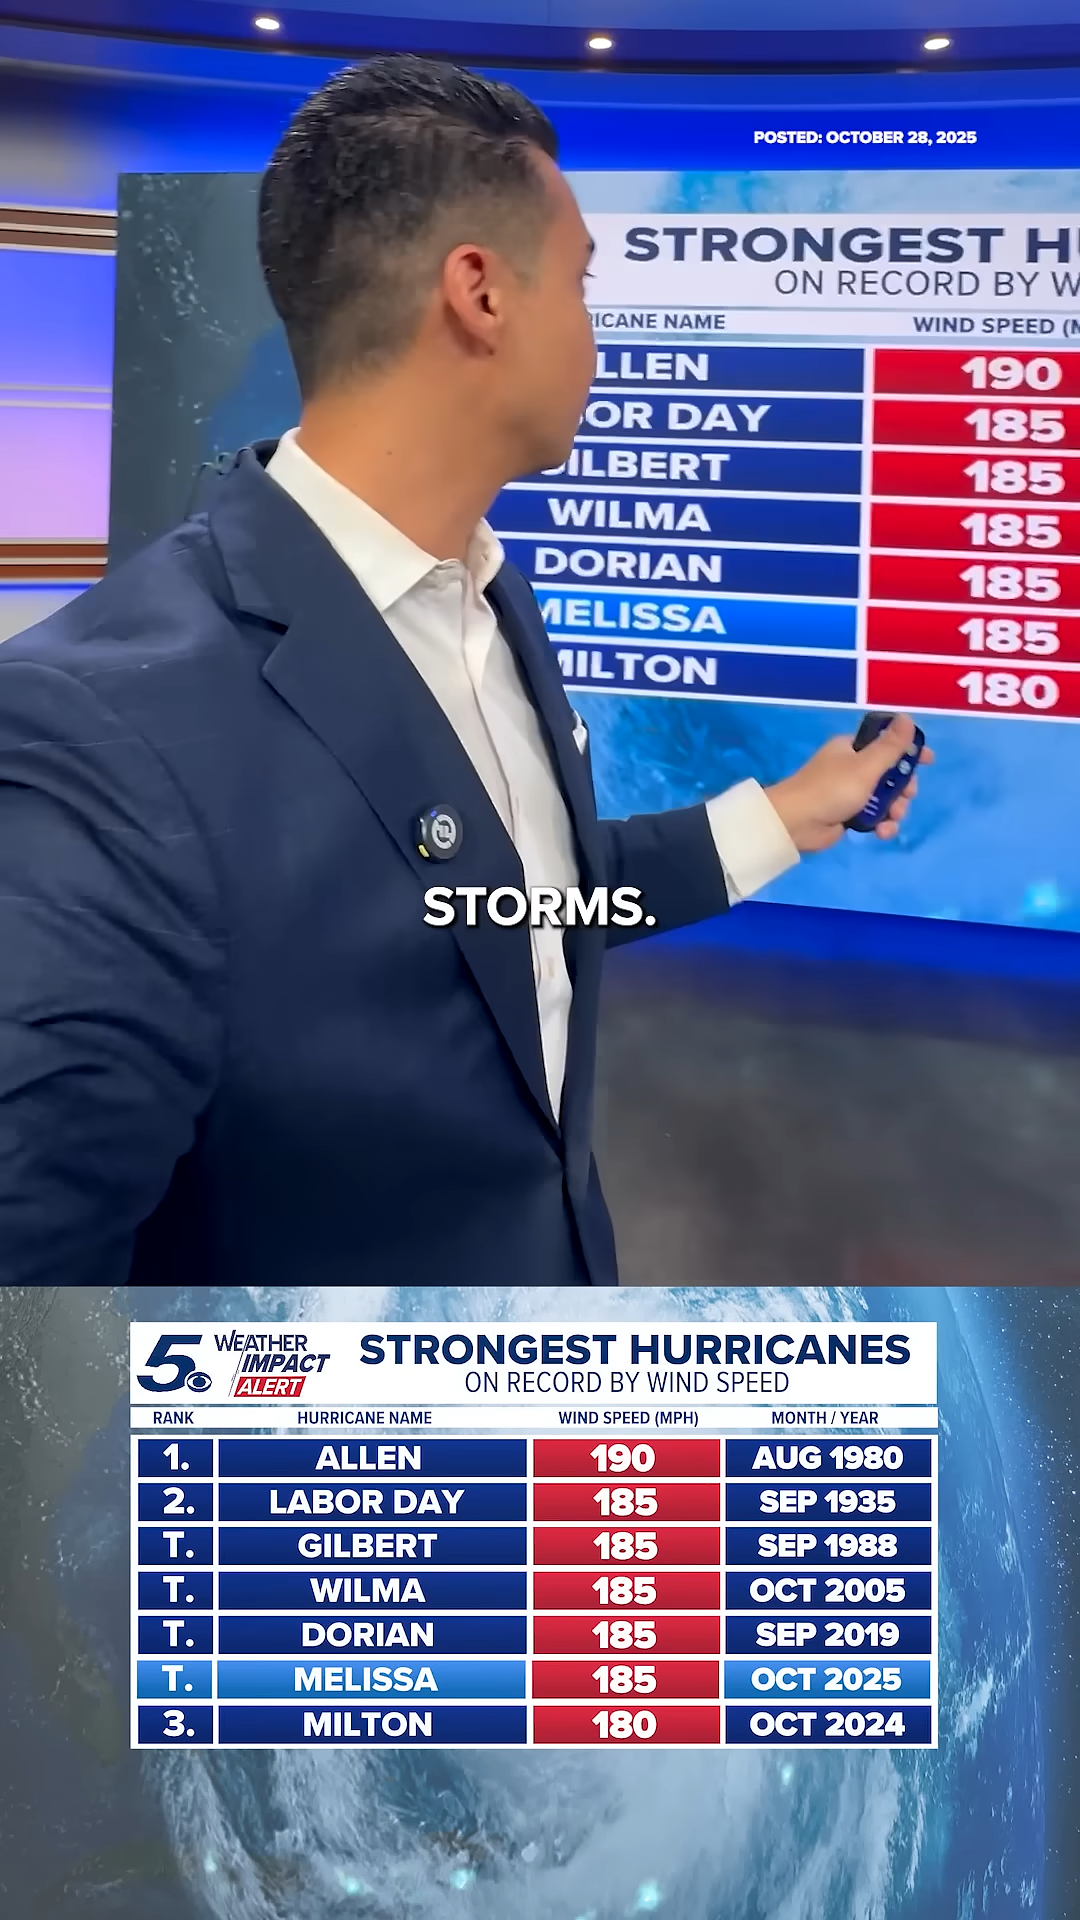 POSTED: OCTOBER 28, 2025
STRONGEST HU
ON RECORD BY W
RICANE NAME WIND SPEED (M
LLEN 190
OR DAY 185
ILBERT 185
WILMA 185
DORIAN 185
MELISSA 185
MILTON 180
STORMS.
5 WEATHER IMPACT ALERT
STRONGEST HURRICANES
ON RECORD BY WIND SPEED
RANK HURRICANE NAME WIND SPEED (MPH) MONTH / YEAR
1. ALLEN 190 AUG 1980
2. LABOR DAY 185 SEP 1935
T. GILBERT 185 SEP 1988
T. WILMA 185 OCT 2005
T. DORIAN 185 SEP 2019
T. MELISSA 185 OCT 2025
3. MILTON 180 OCT 2024